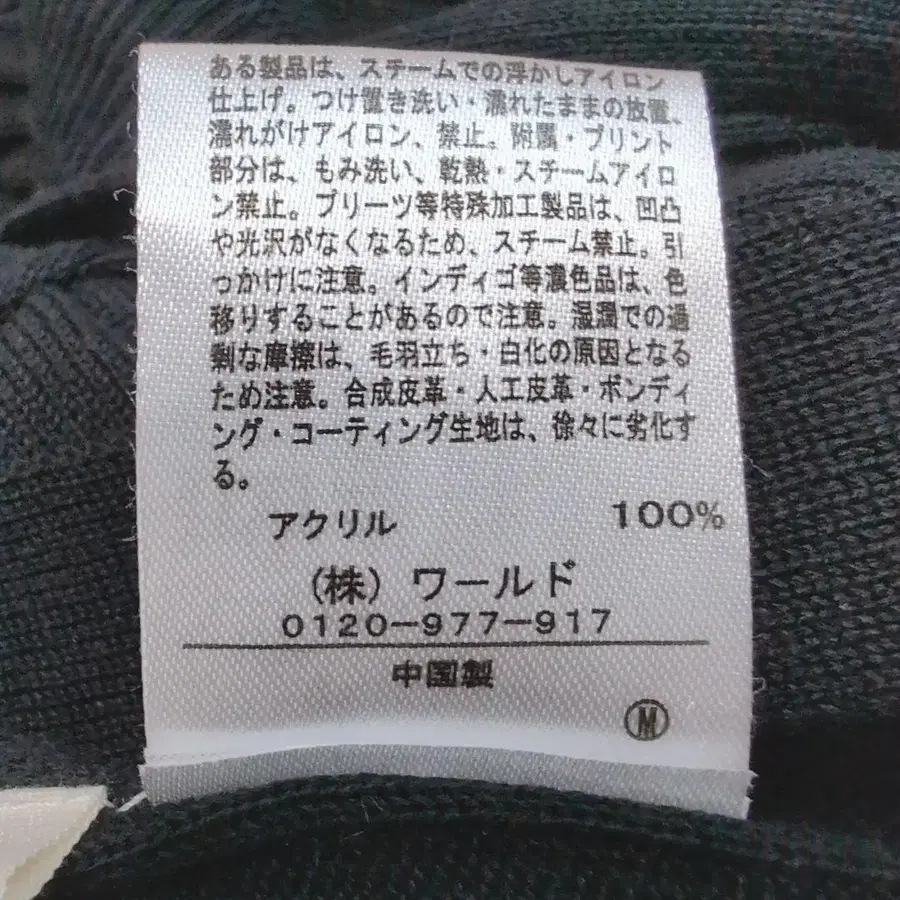 ある製品は、スチームでの浮かしアイロン
仕上げ。つけ置き洗い・濡れたままの放置、
濡れがけアイロン、禁止。附属・プリント
部分は、もみ洗い、乾熱・スチームアイロ
ン禁止。プリーツ等特殊加工製品は、凹凸
や光沢がなくなるため、スチーム禁止。引
っかけに注意。インディゴ等濃色品は、色
移りすることがあるので注意。湿潤での過
剰な摩擦は、毛羽立ち・白化の原因となる
ため注意。合成皮革・人工皮革・ボンディ
ング・コーティング生地は、徐々に劣化す
る。
アクリル 100%
(株) ワールド
0120-977-917
中国製
M